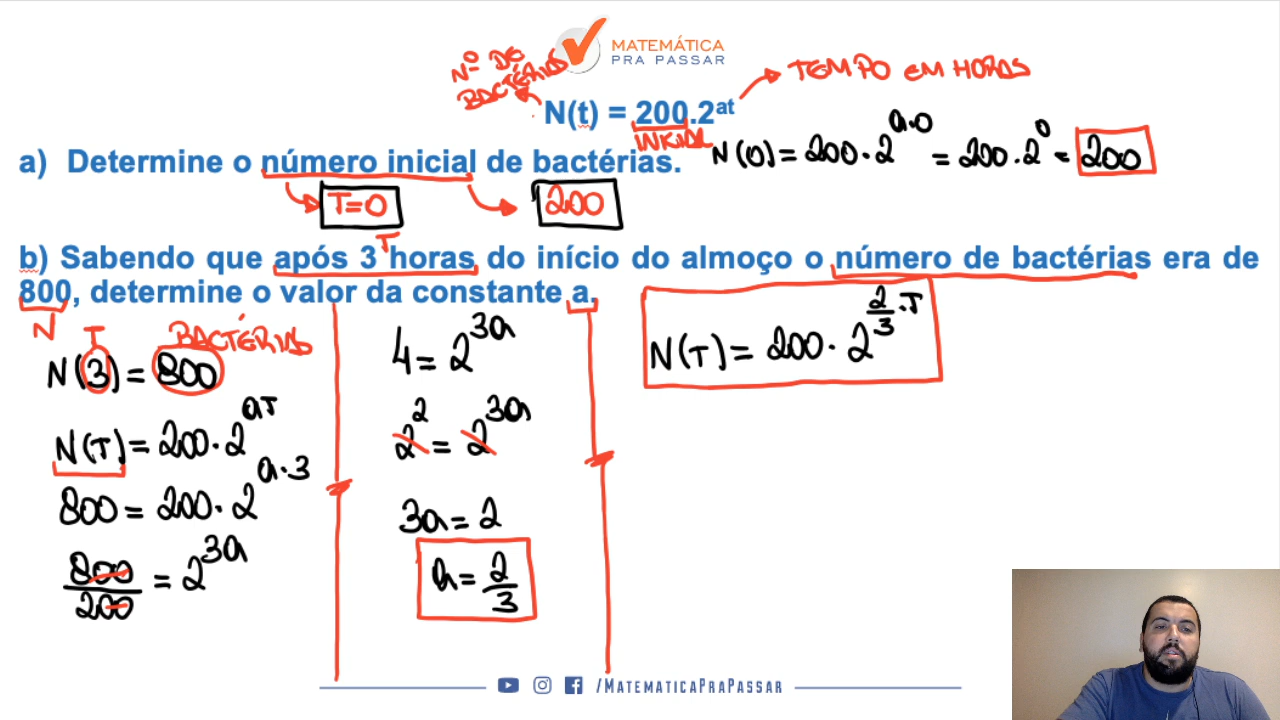 MATEMÁTICA
PRA PASSAR
Nº DE
BACTÉRIAS
TEMPO EM HORAS
N(t) = 200.2^at
INICIAL
N(0) = 200 · 2^a·0 = 200 · 2^0 = 200
a) Determine o número inicial de bactérias.
T=0
200
T
b) Sabendo que após 3 horas do início do almoço o número de bactérias era de
800, determine o valor da constante a.
N
T
BACTÉRIAS
N(3) = 800
N(T) = 200 · 2^aT
800 = 200 · 2^a·3
800/200 = 2^3a
4 = 2^3a
2^2 = 2^3a
3a = 2
a = 2/3
N(T) = 200 · 2^2/3·T
/MATEMATICAPRAPASSAR